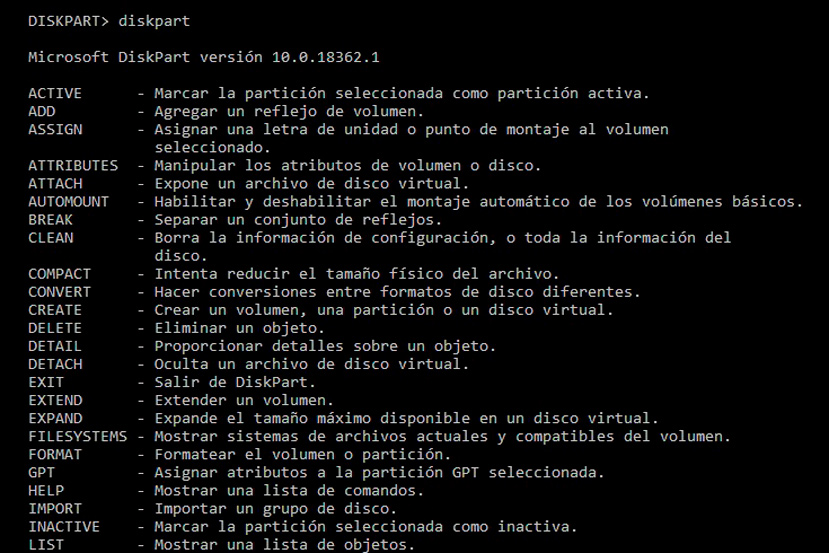 DISKPART> diskpart
Microsoft DiskPart versión 10.0.18362.1
ACTIVE - Marcar la partición seleccionada como partición activa.
ADD - Agregar un reflejo de volumen.
ASSIGN - Asignar una letra de unidad o punto de montaje al volumen
seleccionado.
ATTRIBUTES - Manipular los atributos de volumen o disco.
ATTACH - Expone un archivo de disco virtual.
AUTOMOUNT - Habilitar y deshabilitar el montaje automático de los volúmenes básicos.
BREAK - Separar un conjunto de reflejos.
CLEAN - Borra la información de configuración, o toda la información del
disco.
COMPACT - Intenta reducir el tamaño físico del archivo.
CONVERT - Hacer conversiones entre formatos de disco diferentes.
CREATE - Crear un volumen, una partición o un disco virtual.
DELETE - Eliminar un objeto.
DETAIL - Proporcionar detalles sobre un objeto.
DETACH - Oculta un archivo de disco virtual.
EXIT - Salir de DiskPart.
EXTEND - Extender un volumen.
EXPAND - Expande el tamaño máximo disponible en un disco virtual.
FILESYSTEMS - Mostrar sistemas de archivos actuales y compatibles del volumen.
FORMAT - Formatear el volumen o partición.
GPT - Asignar atributos a la partición GPT seleccionada.
HELP - Mostrar una lista de comandos.
IMPORT - Importar un grupo de disco.
INACTIVE - Marcar la partición seleccionada como inactiva.
LIST - Mostrar una lista de objetos.